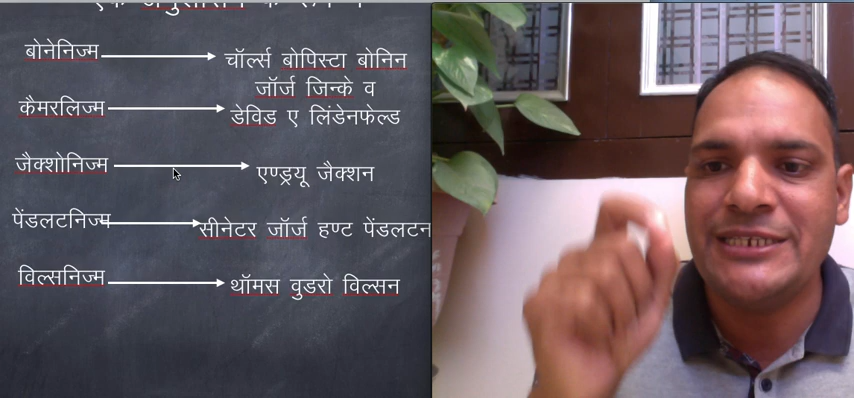 बोनेनिज्म
चॉर्ल्स बोपिस्टा बोनिन
कैमरलिज्म
जॉर्ज जिन्के व
डेविड ए लिंडेनफेल्ड
जैक्शोनिज्म
एण्ड्रयू जैक्शन
पेंडलटनिज्म
सीनेटर जॉर्ज हण्ट पेंडलटन
विल्सनिज्म
थॉमस वुडरो विल्सन